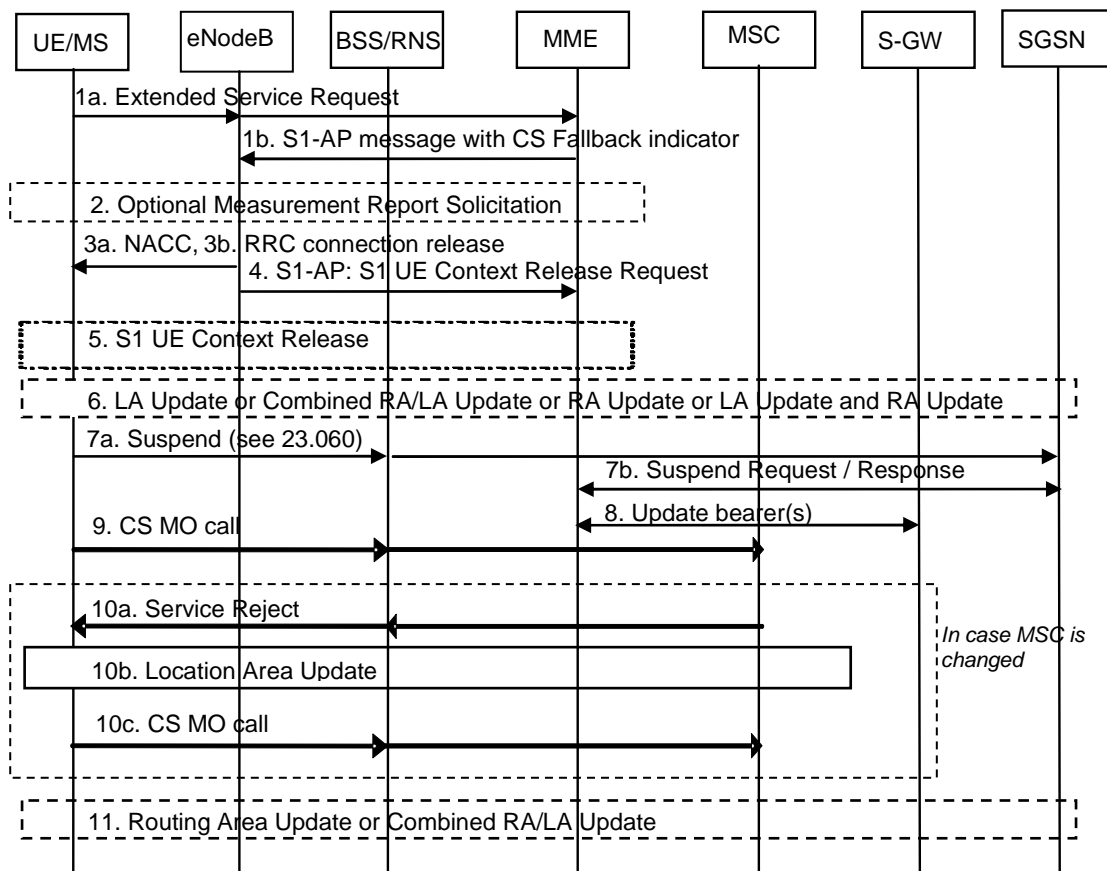 UE/MS
eNodeB
BSS/RNS
MME
MSC
S-GW
SGSN
1a. Extended Service Request
1b. S1-AP message with CS Fallback indicator
2. Optional Measurement Report Solicitation
3a. NACC, 3b. RRC connection release
4. S1-AP: S1 UE Context Release Request
5. S1 UE Context Release
6. LA Update or Combined RA/LA Update or RA Update or LA Update and RA Update
7a. Suspend (see 23.060)
7b. Suspend Request / Response
8. Update bearer(s)
9. CS MO call
10a. Service Reject
In case MSC is
changed
10b. Location Area Update
10c. CS MO call
11. Routing Area Update or Combined RA/LA Update